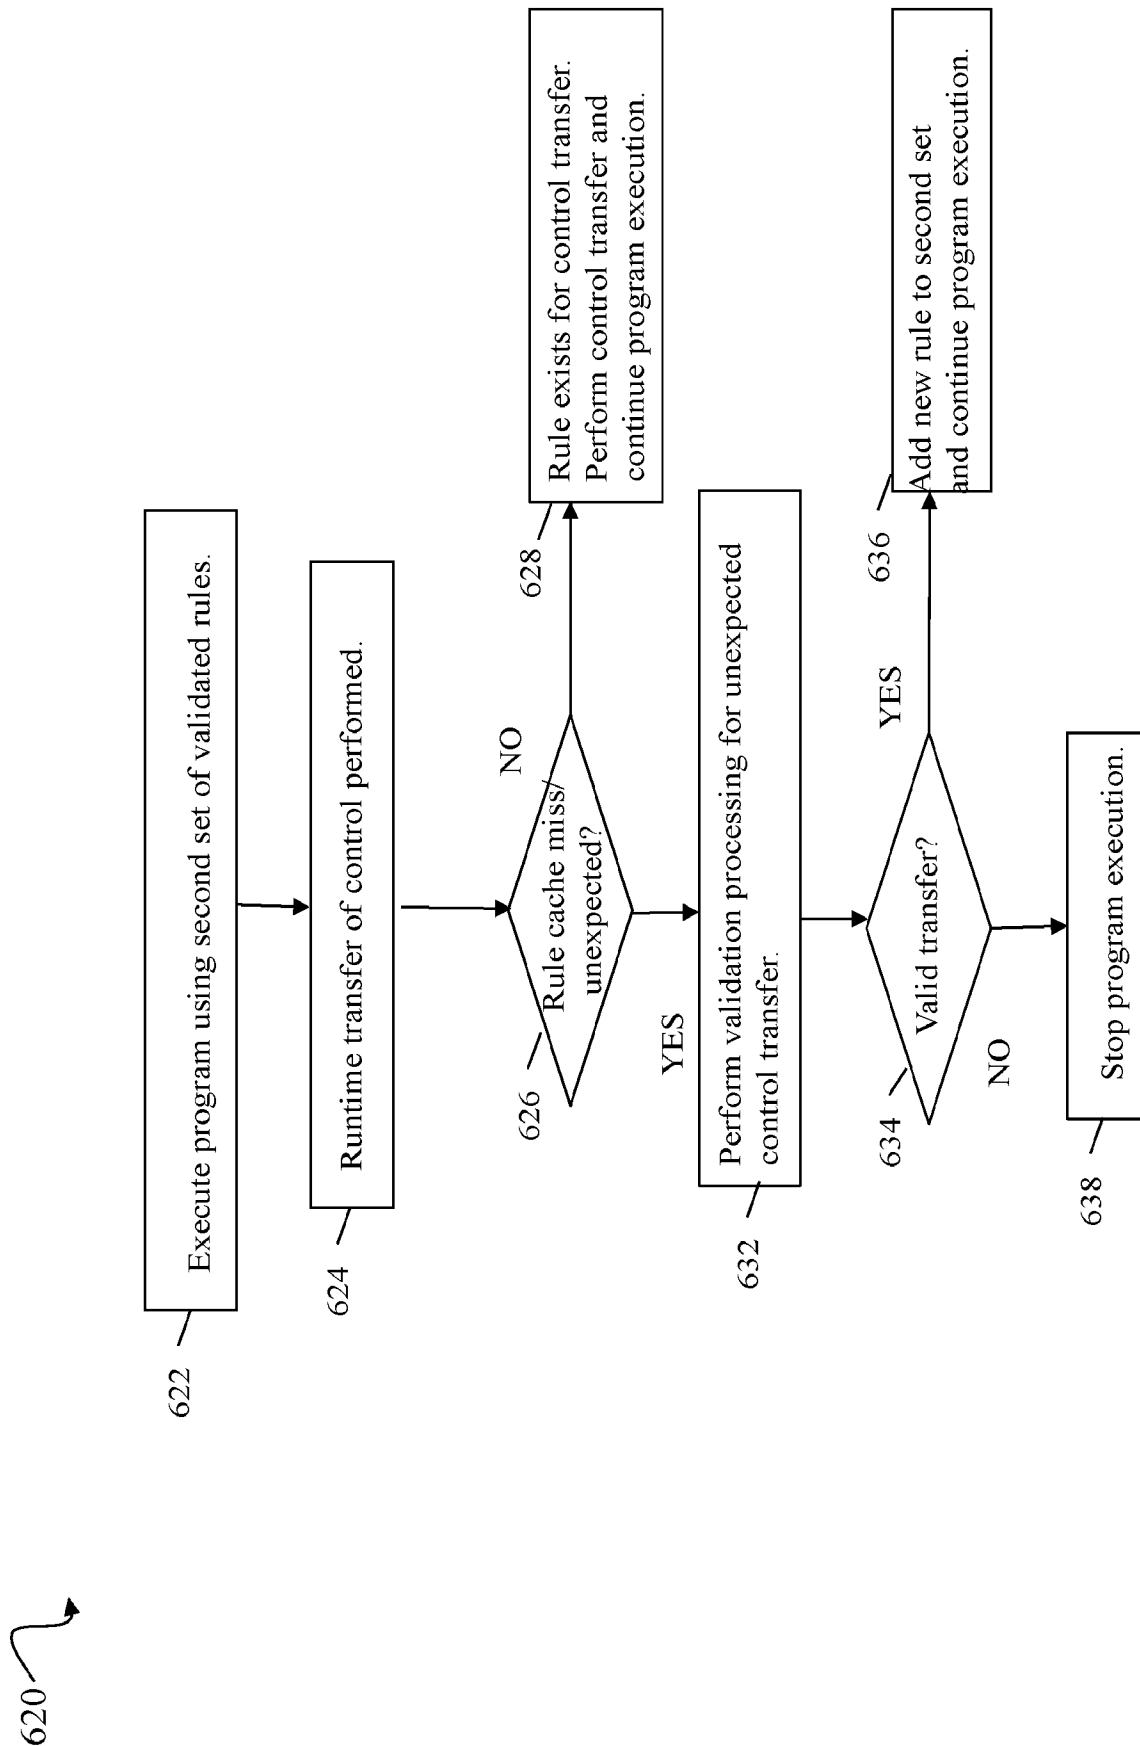 620
622
Execute program using second set of validated rules.
624
Runtime transfer of control performed.
626
Rule cache miss/
unexpected?
NO
628
Rule exists for control transfer.
Perform control transfer and
continue program execution.
YES
632
Perform validation processing for unexpected
control transfer.
634
Valid transfer?
YES
636
Add new rule to second set
and continue program execution.
NO
638
Stop program execution.